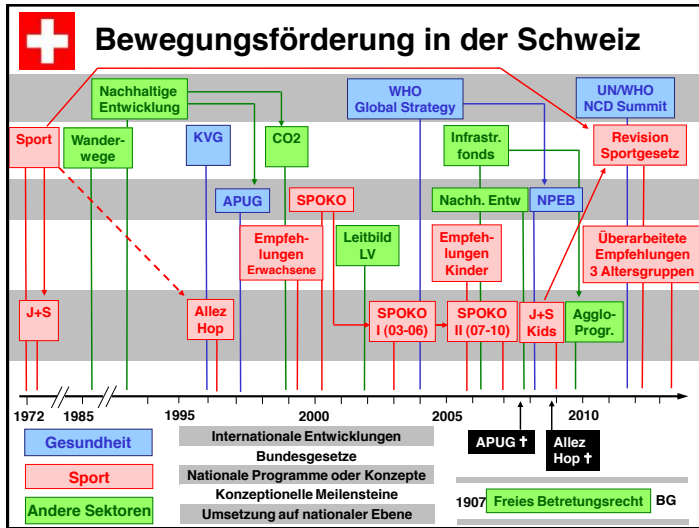 Bewegungsförderung in der Schweiz
Nachhaltige
Entwicklung
WHO
Global Strategy
UN/WHO
NCD Summit
Sport
Wander-
wege
KVG
CO2
Infrastr.
fonds
Revision
Sportgesetz
APUG
SPOKO
Nachh. Entw
NPEB
Empfeh-
lungen
Erwachsene
Leitbild
LV
Empfeh-
lungen
Kinder
Überarbeitete
Empfehlungen
3 Altersgruppen
J+S
Allez
Hop
SPOKO
I (03-06)
SPOKO
II (07-10)
J+S
Kids
Agglo-
Progr.
1972 1985 1995 2000 2005 2010
Gesundheit
Sport
Andere Sektoren
Internationale Entwicklungen
Bundesgesetze
Nationale Programme oder Konzepte
Konzeptionelle Meilensteine
Umsetzung auf nationaler Ebene
APUG ✝
Allez
Hop ✝
1907 Freies Betretungsrecht BG